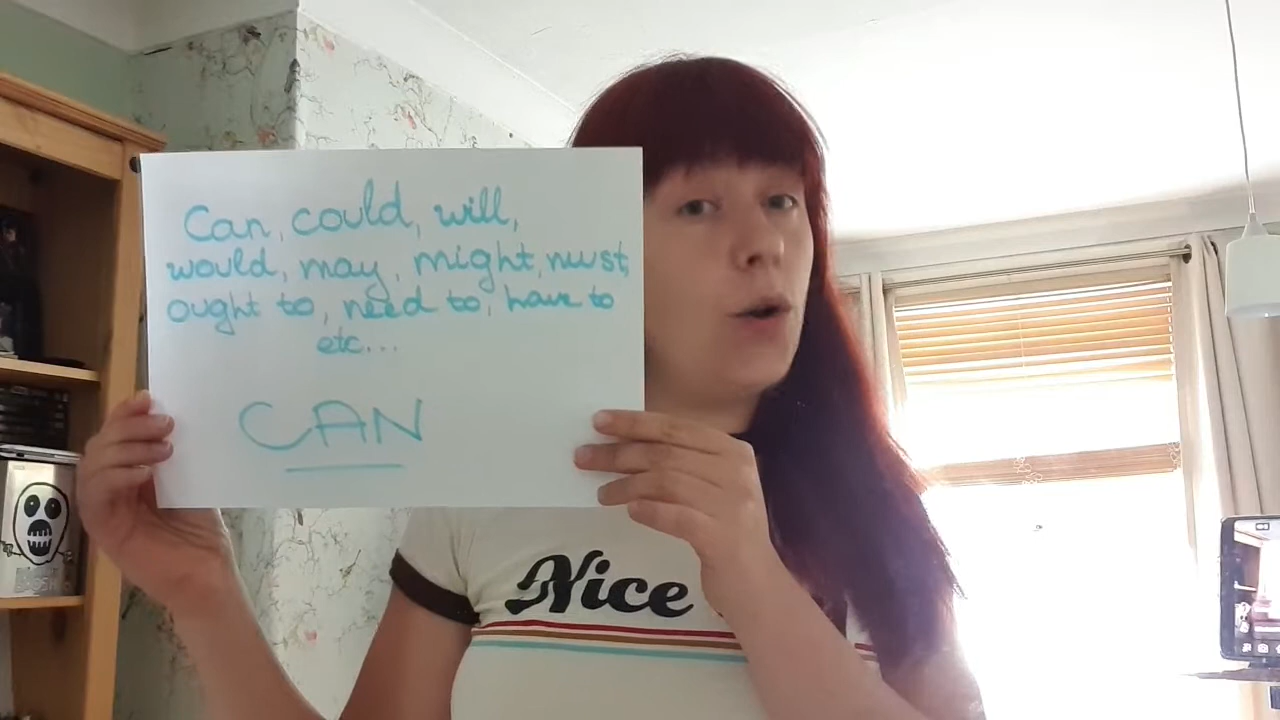 Can, could, will,
would, may, might, must,
ought to, need to, have to
etc...
CAN
Nice